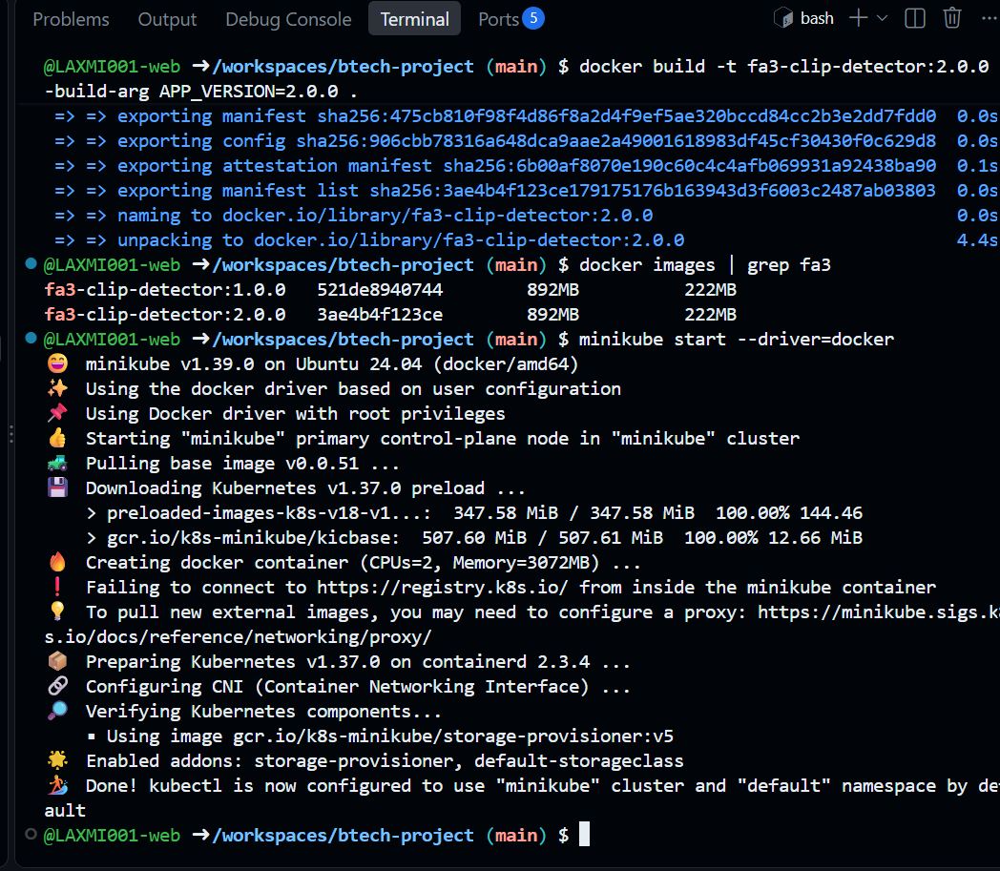 Problems Output Debug Console Terminal Ports 5 bash
@LAXMI001-web ➜/workspaces/btech-project (main) $ docker build -t fa3-clip-detector:2.0.0
-build-arg APP_VERSION=2.0.0 .
=> => exporting manifest sha256:475cb810f98f4d86f8a2d4f9ef5ae320bccd84cc2b3e2dd7fdd0 0.0s
=> => exporting config sha256:906cbb78316a648dca9aae2a49001618983df45cf30430f0c629d8 0.0s
=> => exporting attestation manifest sha256:6b00af8070e190c60c4c4afb069931a92438ba90 0.1s
=> => exporting manifest list sha256:3ae4b4f123ce179175176b163943d3f6003c2487ab03803 0.0s
=> => naming to docker.io/library/fa3-clip-detector:2.0.0 0.0s
=> => unpacking to docker.io/library/fa3-clip-detector:2.0.0 4.4s
@LAXMI001-web ➜/workspaces/btech-project (main) $ docker images | grep fa3
fa3-clip-detector:1.0.0 521de8940744 892MB 222MB
fa3-clip-detector:2.0.0 3ae4b4f123ce 892MB 222MB
@LAXMI001-web ➜/workspaces/btech-project (main) $ minikube start --driver=docker
😄 minikube v1.39.0 on Ubuntu 24.04 (docker/amd64)
✨ Using the docker driver based on user configuration
📌 Using Docker driver with root privileges
👍 Starting "minikube" primary control-plane node in "minikube" cluster
🚜 Pulling base image v0.0.51 ...
💾 Downloading Kubernetes v1.37.0 preload ...
> preloaded-images-k8s-v18-v1...: 347.58 MiB / 347.58 MiB 100.00% 144.46
> gcr.io/k8s-minikube/kicbase: 507.60 MiB / 507.61 MiB 100.00% 12.66 MiB
🔥 Creating docker container (CPUs=2, Memory=3072MB) ...
❗ Failing to connect to https://registry.k8s.io/ from inside the minikube container
💡 To pull new external images, you may need to configure a proxy: https://minikube.sigs.k8
s.io/docs/reference/networking/proxy/
📦 Preparing Kubernetes v1.37.0 on containerd 2.3.4 ...
🔗 Configuring CNI (Container Networking Interface) ...
🔎 Verifying Kubernetes components...
▪ Using image gcr.io/k8s-minikube/storage-provisioner:v5
🌟 Enabled addons: storage-provisioner, default-storageclass
🏄 Done! kubectl is now configured to use "minikube" cluster and "default" namespace by def
ault
@LAXMI001-web ➜/workspaces/btech-project (main) $